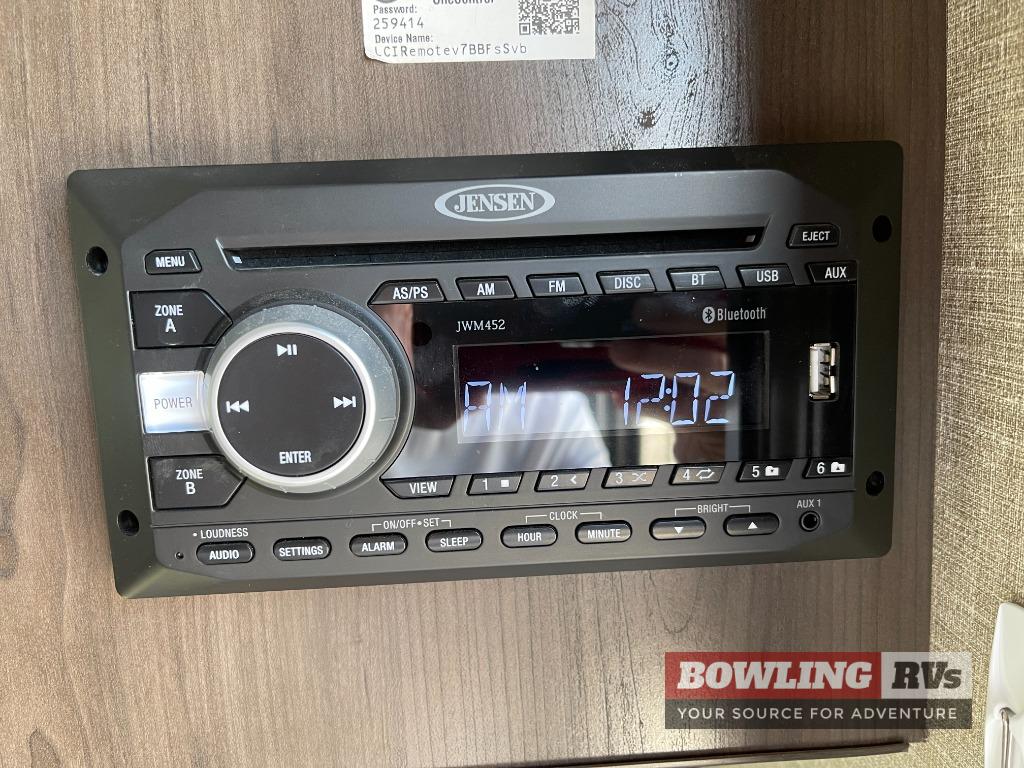 Password:
259414
Device Name:
LCIRemotev7BBFsSvb
JENSEN
MENU
EJECT
AS/PS AM FM DISC BT USB AUX
ZONE
A
JWM452
Bluetooth
AM 12:02
POWER
ENTER
ZONE
B
VIEW 1 2 3 4 5 6
AUX 1
• LOUDNESS ON/OFF•SET CLOCK BRIGHT
AUDIO SETTINGS ALARM SLEEP HOUR MINUTE
BOWLING RVs
YOUR SOURCE FOR ADVENTURE